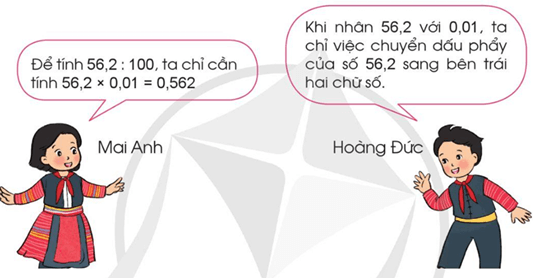 Để tính 56,2 : 100, ta chỉ cần
tính 56,2 × 0,01 = 0,562
Mai Anh
Khi nhân 56,2 với 0,01, ta
chỉ việc chuyển dấu phẩy
của số 56,2 sang bên trái
hai chữ số.
Hoàng Đức